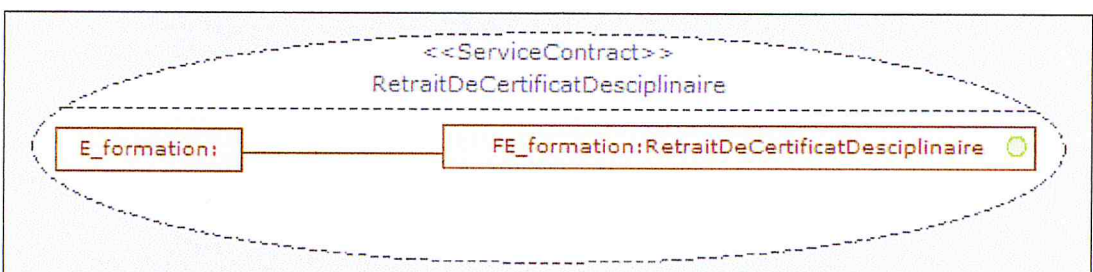 <<ServiceContract>>
RetraitDeCertificatDesciplinaire
E_formation:
FE_formation:RetraitDeCertificatDesciplinaire